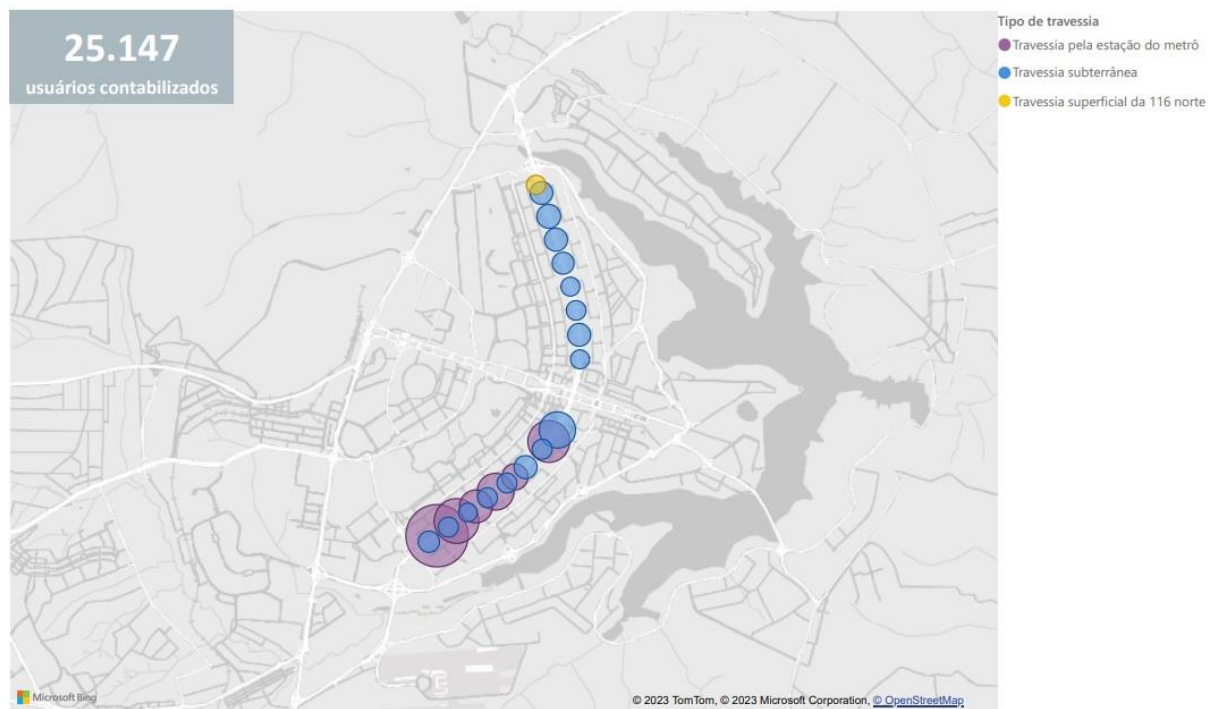 25.147
usuários contabilizados
Tipo de travessia
Travessia pela estação do metrô
Travessia subterrânea
Travessia superficial da 116 norte
Microsoft Bing
© 2023 TomTom, © 2023 Microsoft Corporation, © OpenStreetMap